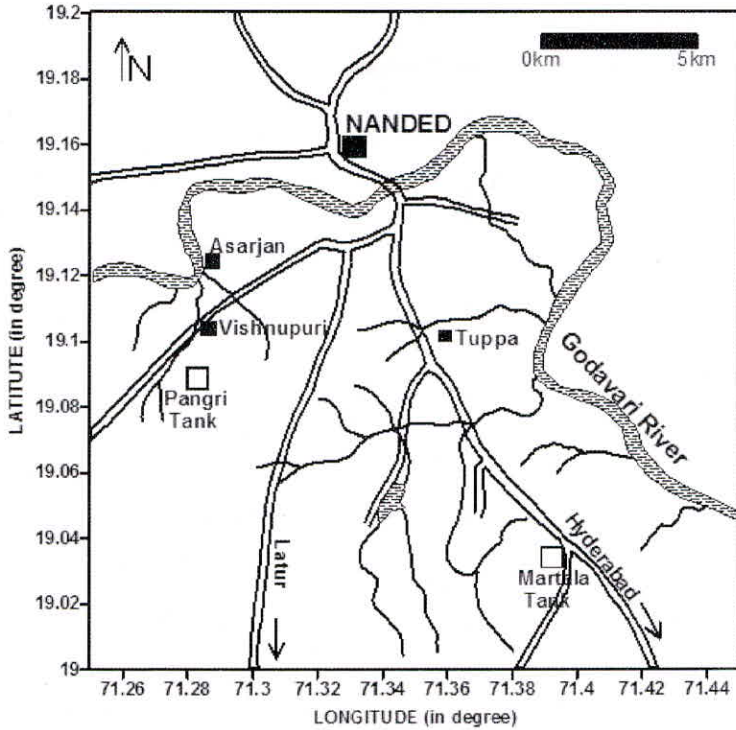 19.2
N
0km 5km
19.18
NANDED
19.16
19.14
Asarjan
19.12
Vishnupuri
19.1
Tuppa
LATITUTE (in degree)
Pangri
Tank
Godavari River
19.08
19.06
19.04
Latur
Hyderabad
Martala
Tank
19.02
19
71.26 71.28 71.3 71.32 71.34 71.36 71.38 71.4 71.42 71.44
LONGITUDE (in degree)